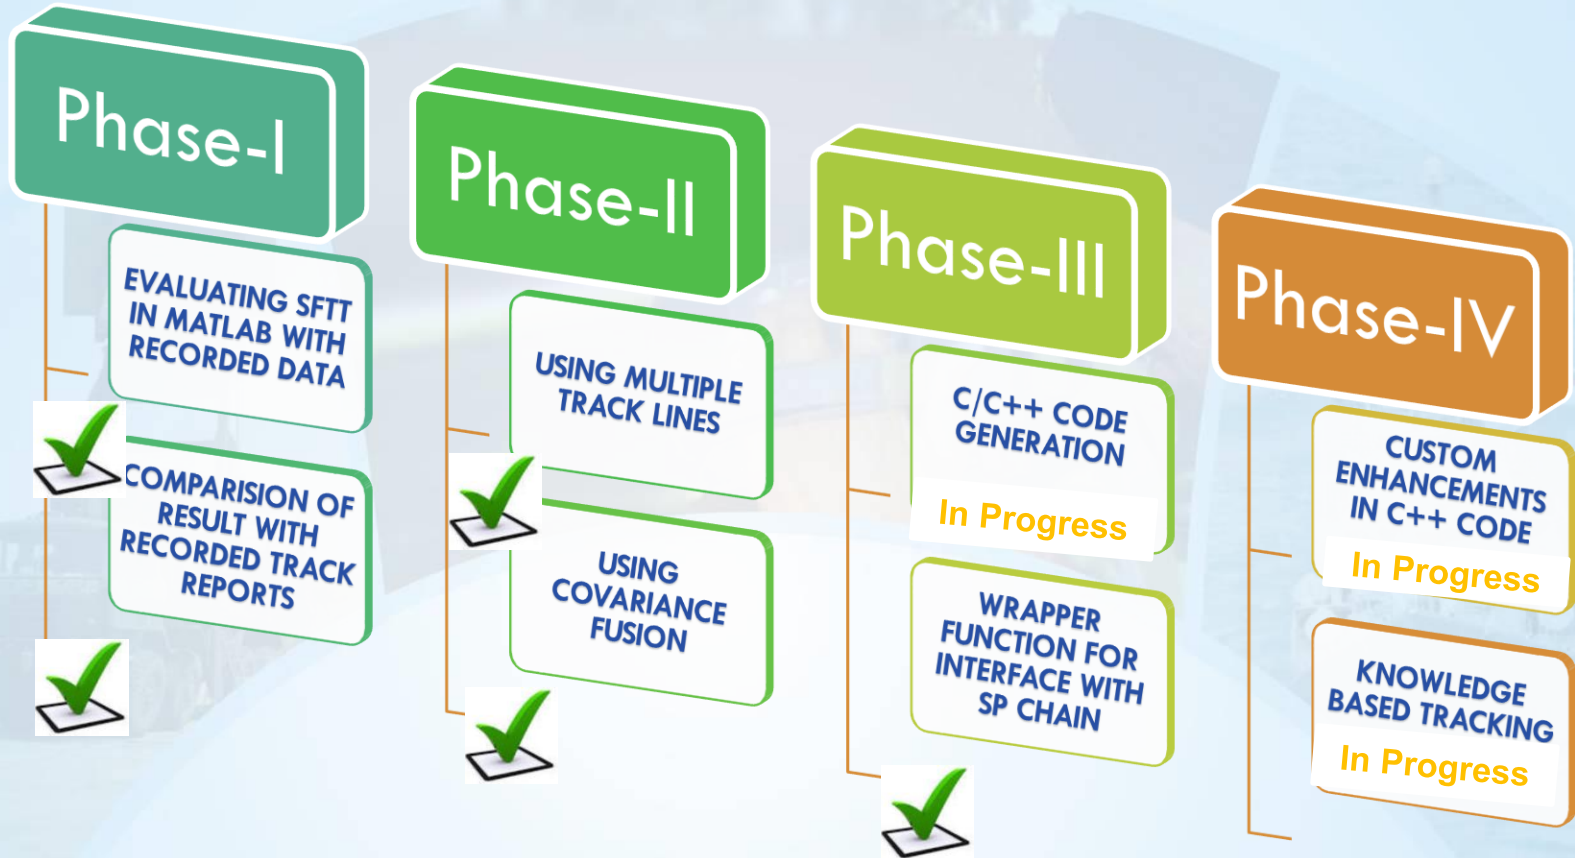 Phase-I
EVALUATING SFTT
IN MATLAB WITH
RECORDED DATA
COMPARISION OF
RESULT WITH
RECORDED TRACK
REPORTS
Phase-II
USING MULTIPLE
TRACK LINES
USING
COVARIANCE
FUSION
Phase-III
C/C++ CODE
GENERATION
In Progress
WRAPPER
FUNCTION FOR
INTERFACE WITH
SP CHAIN
Phase-IV
CUSTOM
ENHANCEMENTS
IN C++ CODE
In Progress
KNOWLEDGE
BASED TRACKING
In Progress